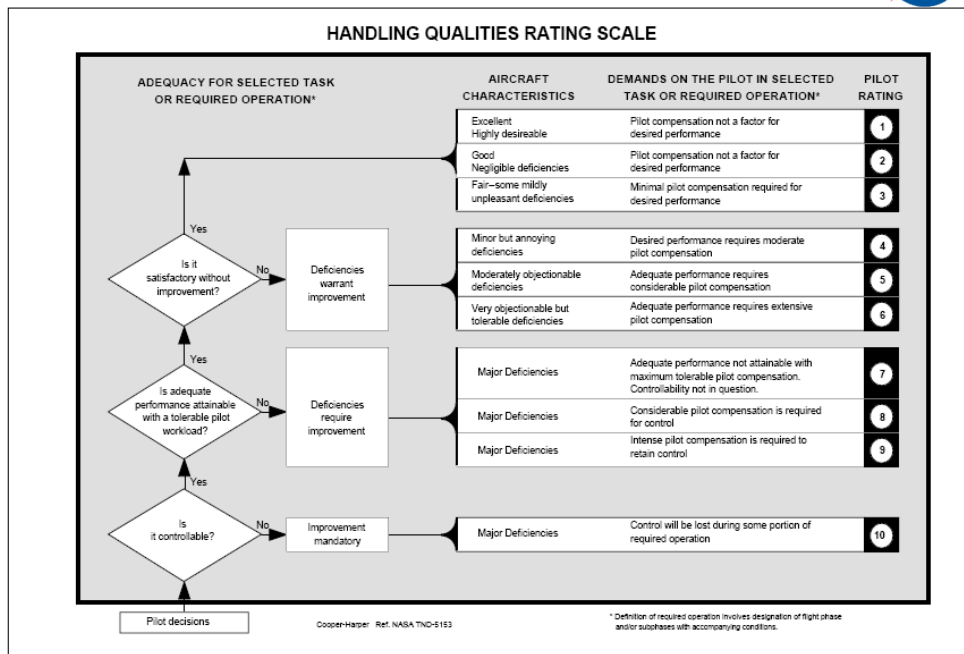 HANDLING QUALITIES RATING SCALE
ADEQUACY FOR SELECTED TASK
OR REQUIRED OPERATION*
AIRCRAFT
CHARACTERISTICS
DEMANDS ON THE PILOT IN SELECTED
TASK OR REQUIRED OPERATION*
PILOT
RATING
Excellent
Highly desireable
Pilot compensation not a factor for
desired performance
1
Good
Negligible deficiencies
Pilot compensation not a factor for
desired performance
2
Fair–some mildly
unpleasant deficiencies
Minimal pilot compensation required for
desired performance
3
Yes
Is it
satisfactory without
improvement?
No
Deficiencies
warrant
improvement
Minor but annoying
deficiencies
Desired performance requires moderate
pilot compensation
4
Moderately objectionable
deficiencies
Adequate performance requires
considerable pilot compensation
5
Very objectionable but
tolerable deficiencies
Adequate performance requires extensive
pilot compensation
6
Yes
Is adequate
performance attainable
with a tolerable pilot
workload?
No
Deficiencies
require
improvement
Major Deficiencies
Adequate performance not attainable with
maximum tolerable pilot compensation.
Controllability not in question.
7
Major Deficiencies
Considerable pilot compensation is required
for control
8
Major Deficiencies
Intense pilot compensation is required to
retain control
9
Yes
Is
it controllable?
No
Improvement
mandatory
Major Deficiencies
Control will be lost during some portion of
required operation
10
Pilot decisions
Cooper-Harper Ref. NASA TND-5153
* Definition of required operation involves designation of flight phase
and/or subphases with accompanying conditions.